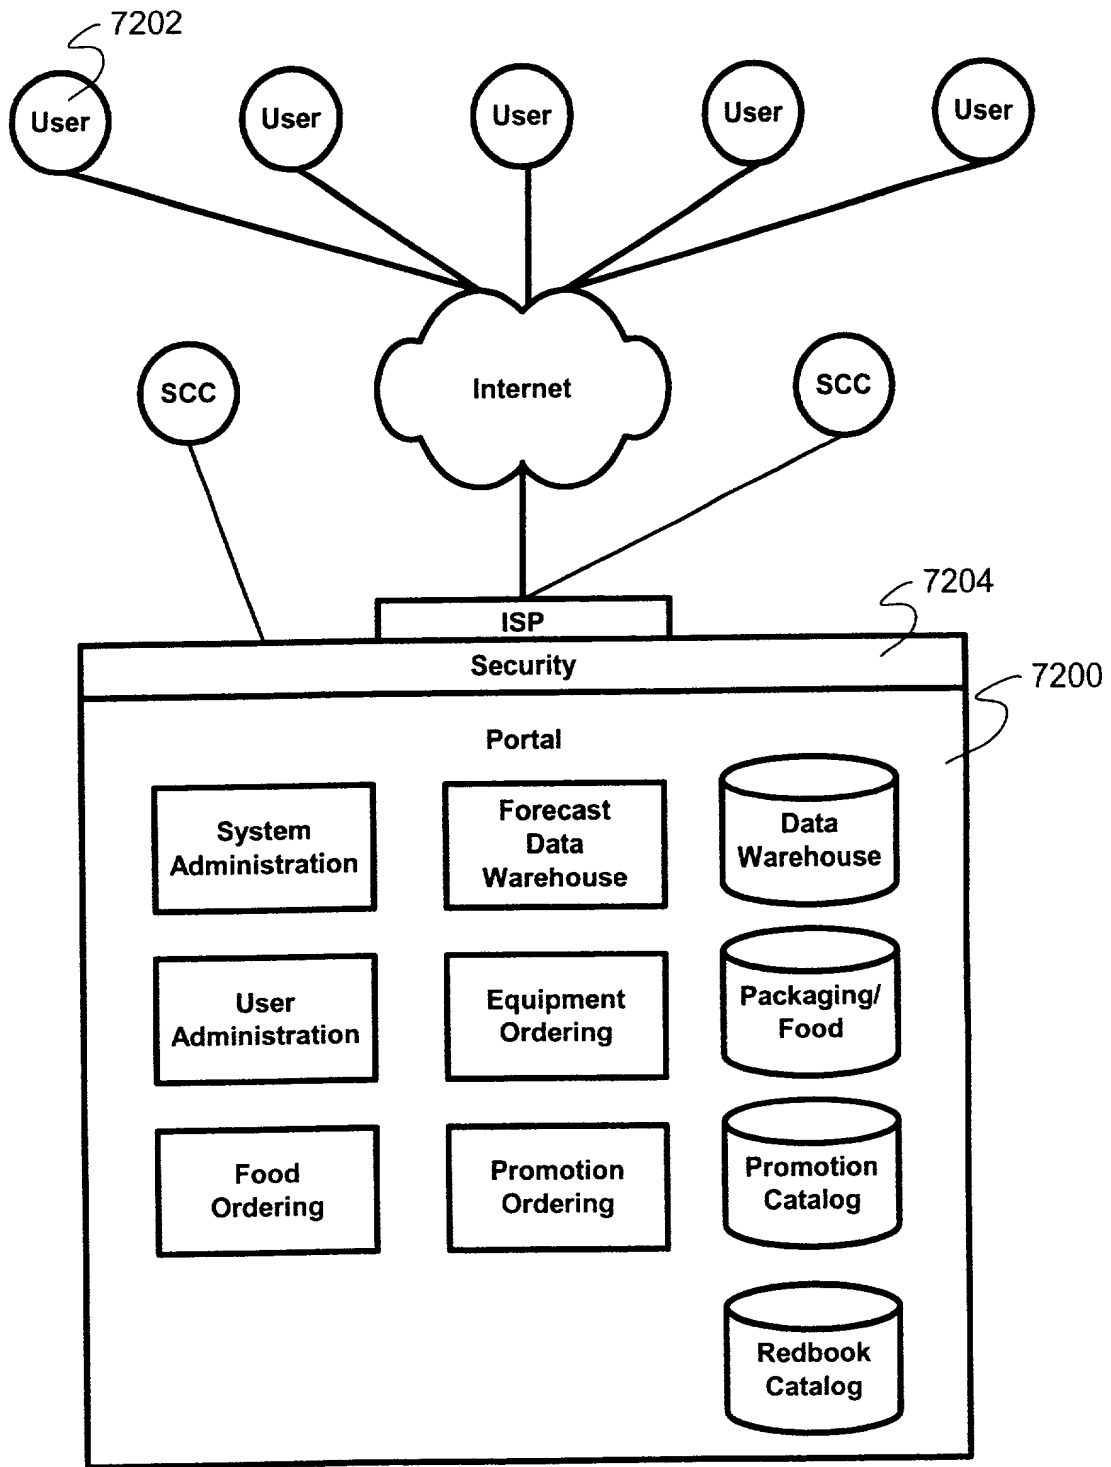 7202
User
User
User
User
User
Internet
SCC
SCC
ISP
7204
Security
7200
Portal
System
Administration
Forecast
Data
Warehouse
Data
Warehouse
User
Administration
Equipment
Ordering
Packaging/
Food
Food
Ordering
Promotion
Ordering
Promotion
Catalog
Redbook
Catalog